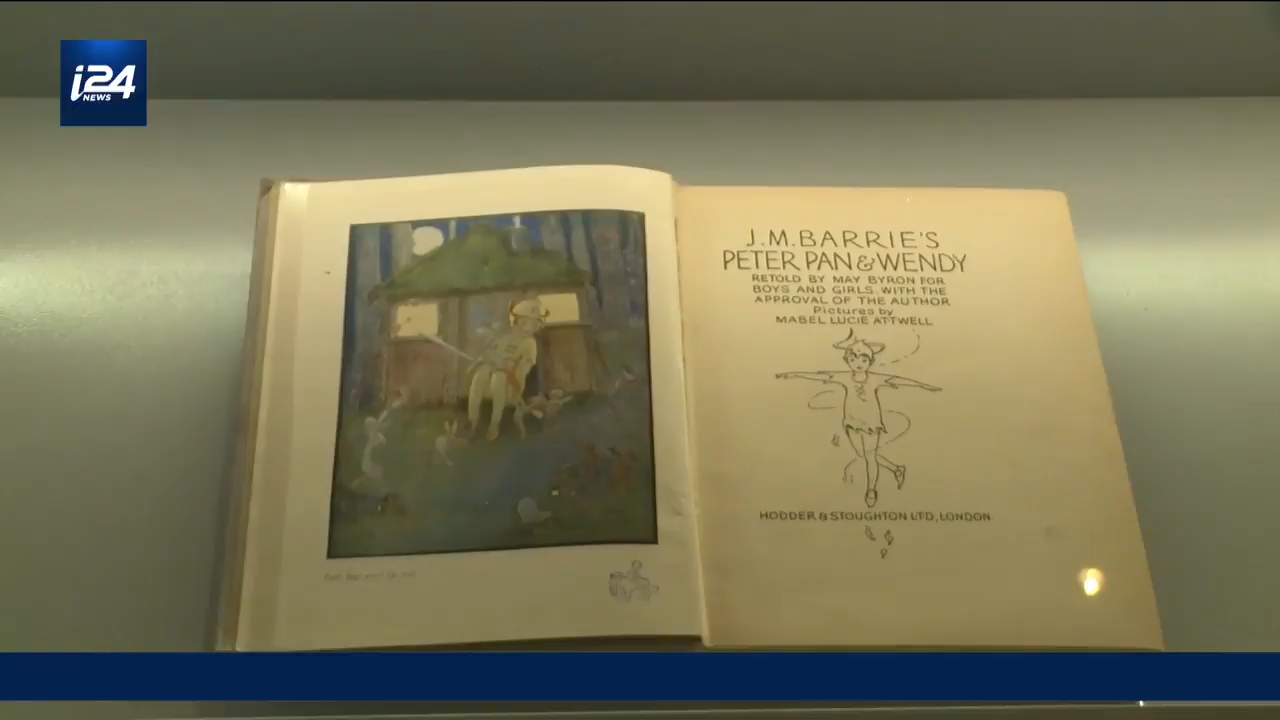 i24
NEWS
J.M.BARRIE'S
PETER PAN & WENDY
RETOLD BY MAY BYRON FOR
BOYS AND GIRLS. WITH THE
APPROVAL OF THE AUTHOR
Pictures by
MABEL LUCIE ATTWELL
HODDER & STOUGHTON LTD, LONDON